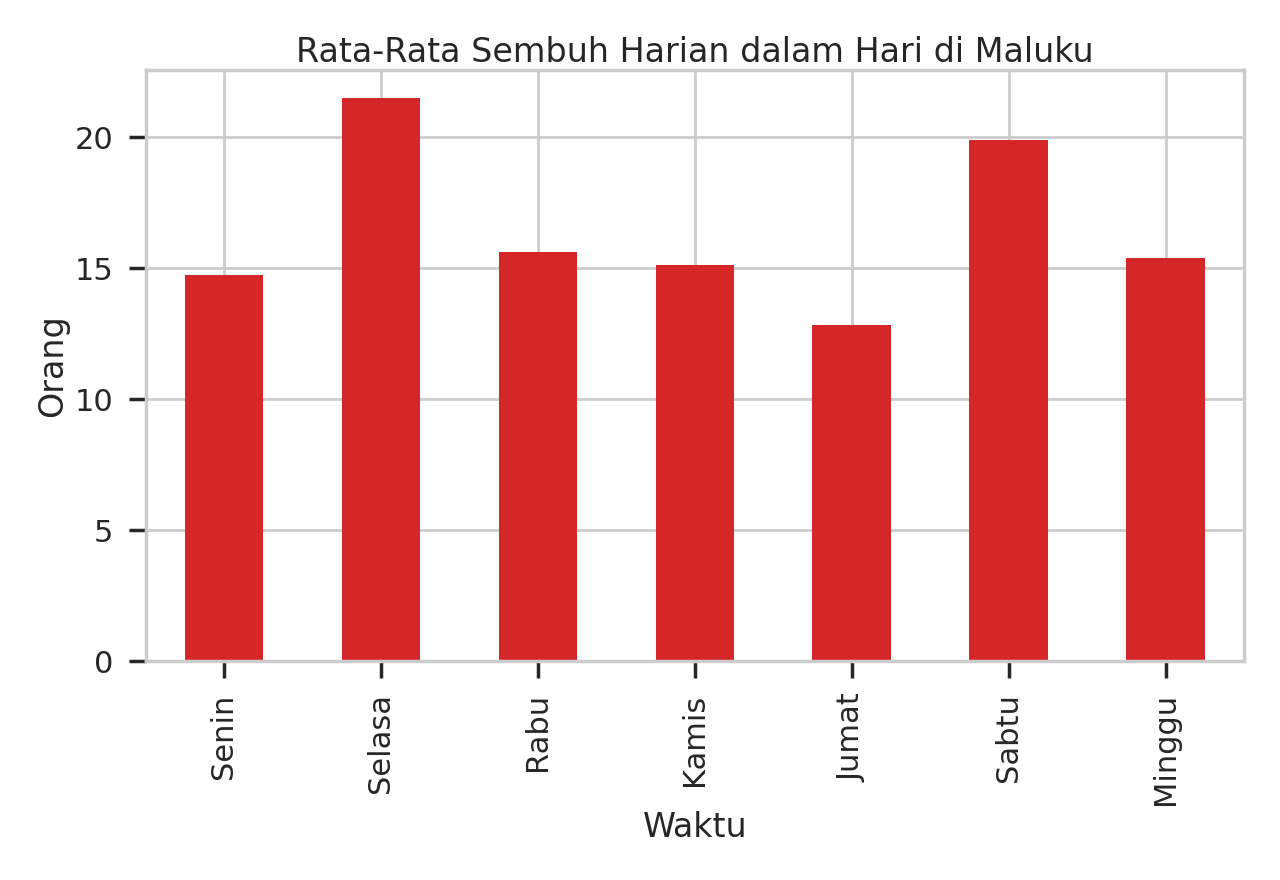 Rata-Rata Sembuh Harian dalam Hari di Maluku
Orang
20
15
10
5
0
Senin
Selasa
Rabu
Kamis
Jumat
Sabtu
Minggu
Waktu